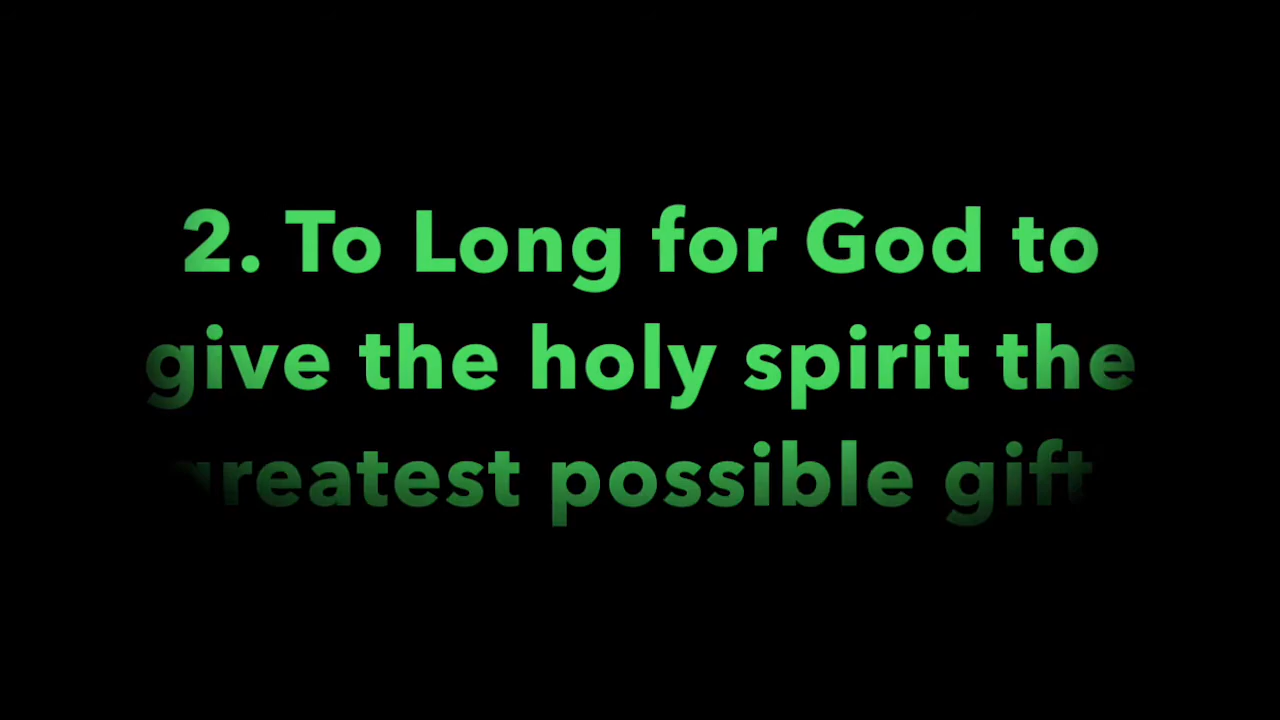 2. To Long for God to
give the holy spirit the
greatest possible gift